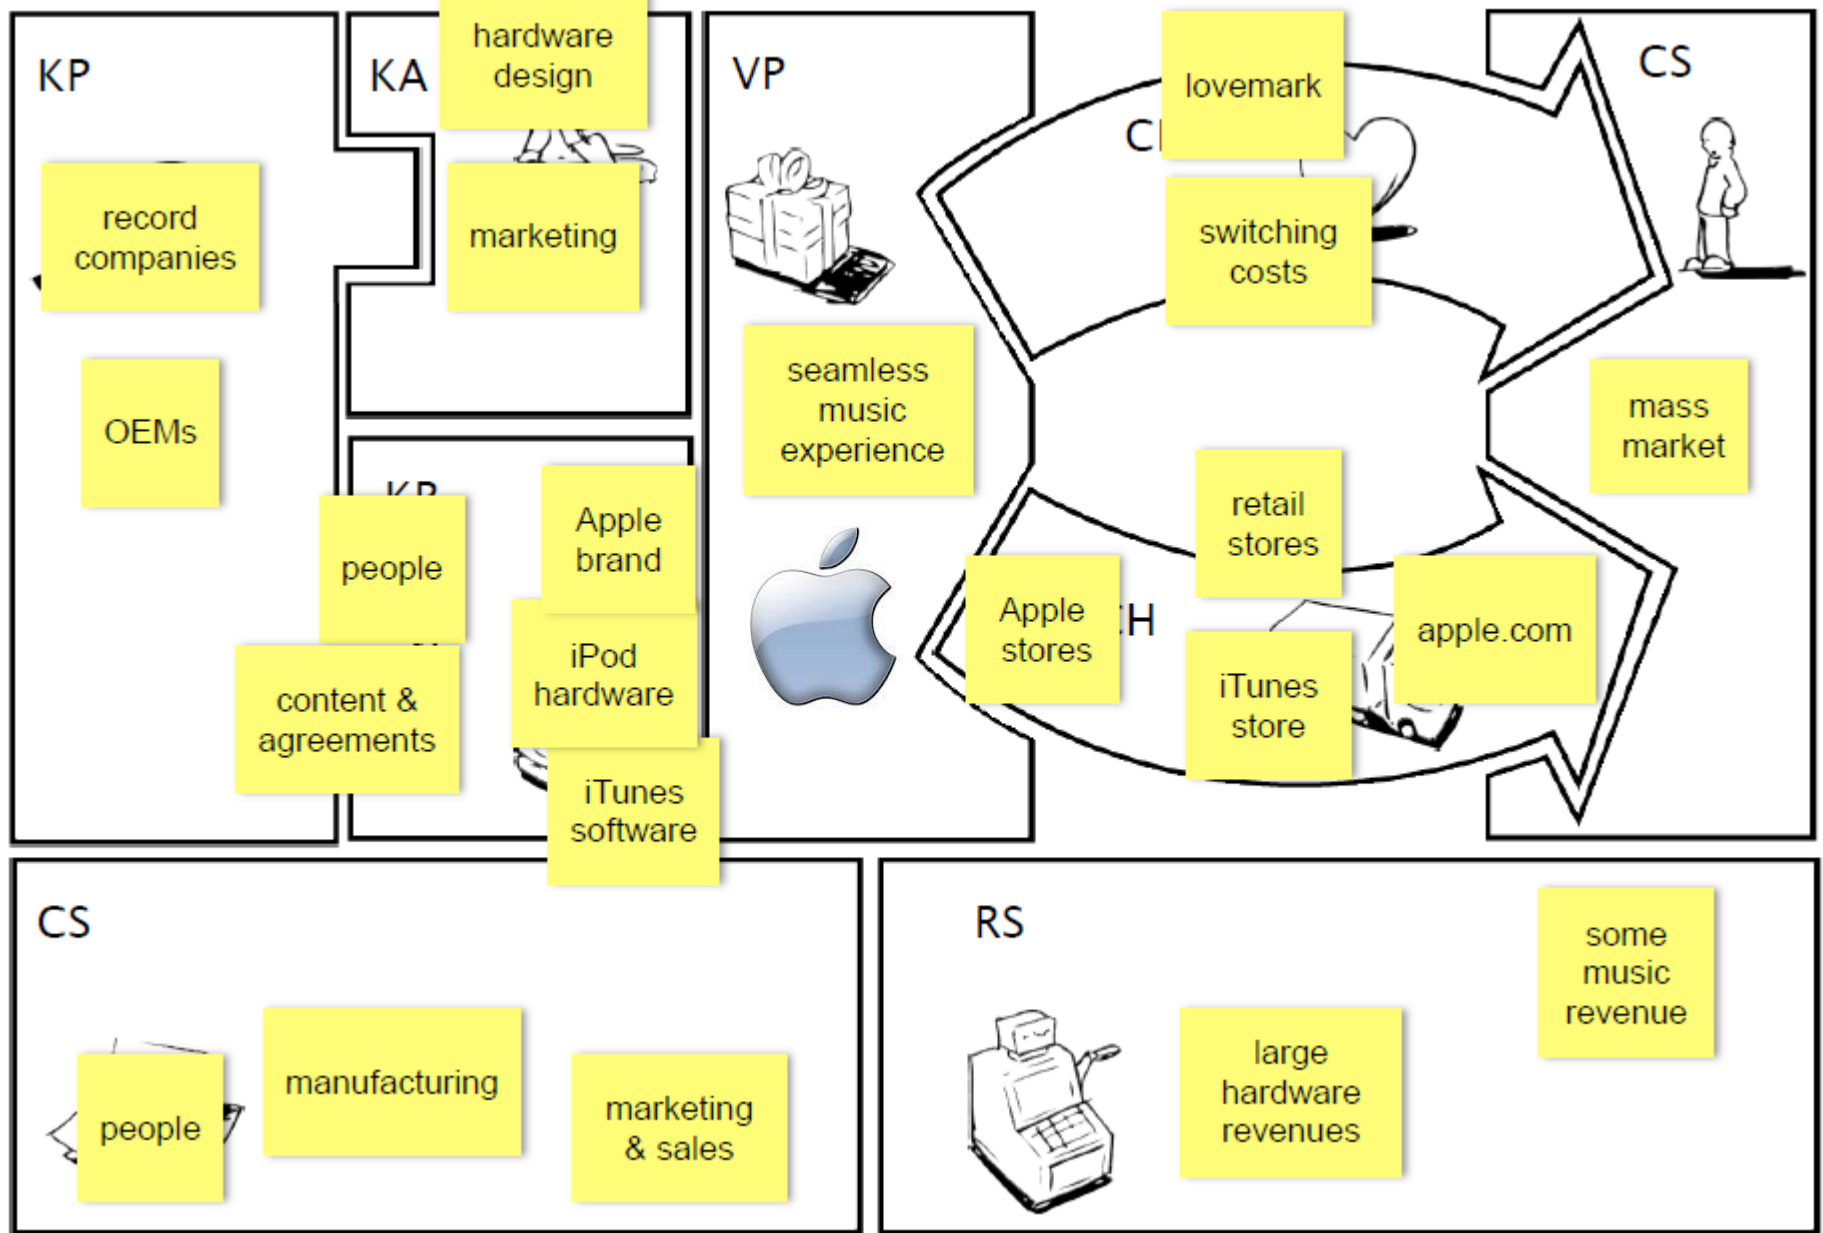 KP
record
companies
OEMs
KA
hardware
design
marketing
people
content &
agreements
Apple
brand
iPod
hardware
iTunes
software
VP
seamless
music
experience
lovemark
switching
costs
CH
Apple
stores
retail
stores
iTunes
store
apple.com
CS
mass
market
CS
people
manufacturing
marketing
& sales
RS
large
hardware
revenues
some
music
revenue